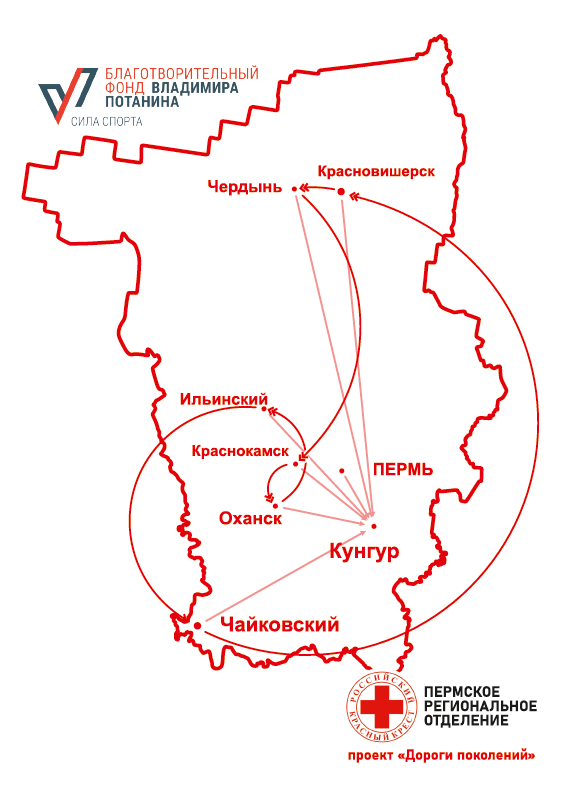 БЛАГОТВОРИТЕЛЬНЫЙ
ФОНД ВЛАДИМИРА
ПОТАНИНА
СИЛА СПОРТА
Красновишерск
Чердынь
Ильинский
Краснокамск
ПЕРМЬ
Оханск
Кунгур
Чайковский
РОССИЙСКИЙ
КРАСНЫЙ КРЕСТ
ПЕРМСКОЕ
РЕГИОНАЛЬНОЕ
ОТДЕЛЕНИЕ
проект «Дороги поколений»